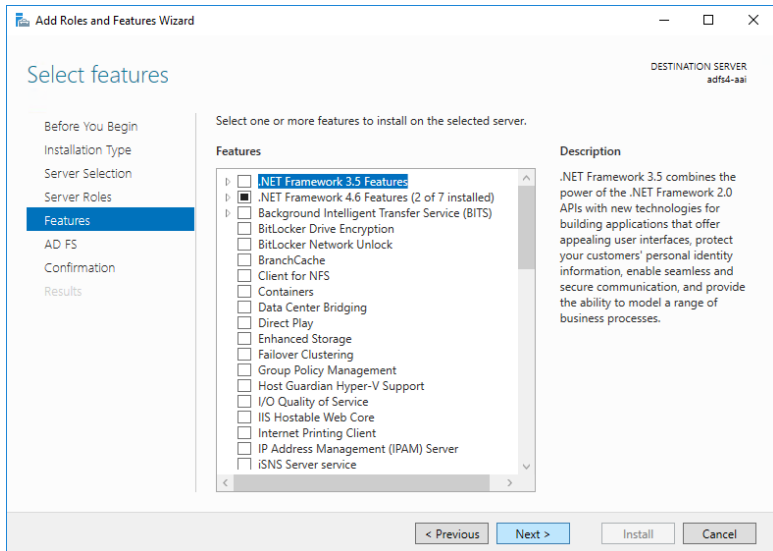 Add Roles and Features Wizard
Select features
DESTINATION SERVER
adfs4-aai
Before You Begin
Installation Type
Server Selection
Server Roles
Features
AD FS
Confirmation
Results
Select one or more features to install on the selected server.
Features
.NET Framework 3.5 Features
.NET Framework 4.6 Features (2 of 7 installed)
Background Intelligent Transfer Service (BITS)
BitLocker Drive Encryption
BitLocker Network Unlock
BranchCache
Client for NFS
Containers
Data Center Bridging
Direct Play
Enhanced Storage
Failover Clustering
Group Policy Management
Host Guardian Hyper-V Support
I/O Quality of Service
IIS Hostable Web Core
Internet Printing Client
IP Address Management (IPAM) Server
iSNS Server service
Description
.NET Framework 3.5 combines the
power of the .NET Framework 2.0
APIs with new technologies for
building applications that offer
appealing user interfaces, protect
your customers' personal identity
information, enable seamless and
secure communication, and provide
the ability to model a range of
business processes.
< Previous
Next >
Install
Cancel